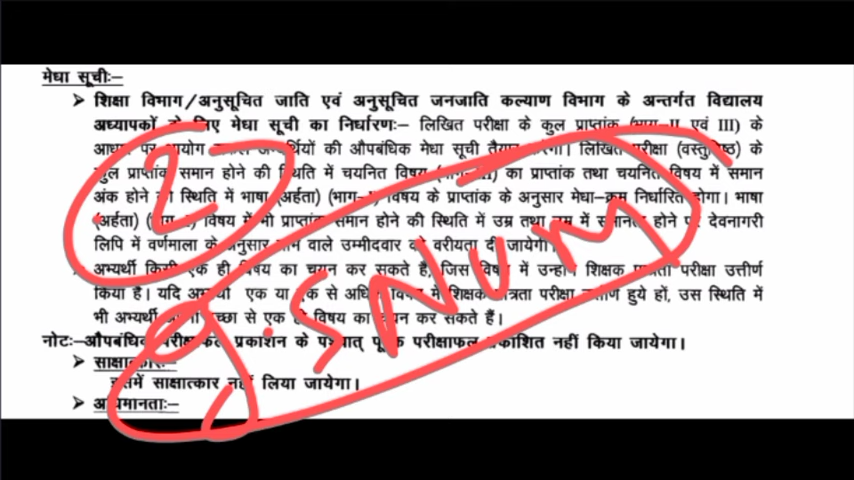 मेधा सूचीः-
➤ शिक्षा विभाग/अनुसूचित जाति एवं अनुसूचित जनजाति कल्याण विभाग के अन्तर्गत विद्यालय
अध्यापकों के लिए मेधा सूची का निर्धारणः- लिखित परीक्षा के कुल प्राप्तांक (भाग-II एवं III) के
आधार पर आयोग अभ्यर्थियों की औपबंधिक मेधा सूची तैयार करेगा। लिखित परीक्षा (वस्तुनिष्ठ) के
कुल प्राप्तांक समान होने की स्थिति में चयनित विषय का प्राप्तांक तथा चयनित विषय में समान
अंक होने की स्थिति में भाषा (अर्हता) विषय के प्राप्तांक के अनुसार मेधा-क्रम निर्धारित होगा। भाषा
(अर्हता) विषय में भी प्राप्तांक समान होने की स्थिति में उम्र तथा उम्र में समानता होने पर देवनागरी
लिपि में वर्णमाला के अनुसार नाम वाले उम्मीदवार को वरीयता दी जायेगी।
अभ्यर्थी किसी एक ही विषय का चयन कर सकते है, जिस विषय में उन्होंने शिक्षक पात्रता परीक्षा उत्तीर्ण
किया है। यदि अभ्यर्थी एक या एक से अधिक विषय में शिक्षक पात्रता परीक्षा उत्तीर्ण हुये हों, उस स्थिति में
भी अभ्यर्थी अपनी इच्छा से एक ही विषय का चयन कर सकते हैं।
नोटः-औपबंधिक परीक्षाफल प्रकाशन के पश्चात् पूरक परीक्षाफल प्रकाशित नहीं किया जायेगा।
➤ साक्षात्कारः-
इसमें साक्षात्कार नहीं लिया जायेगा।
➤ अधिमानताः-
2
SNUM